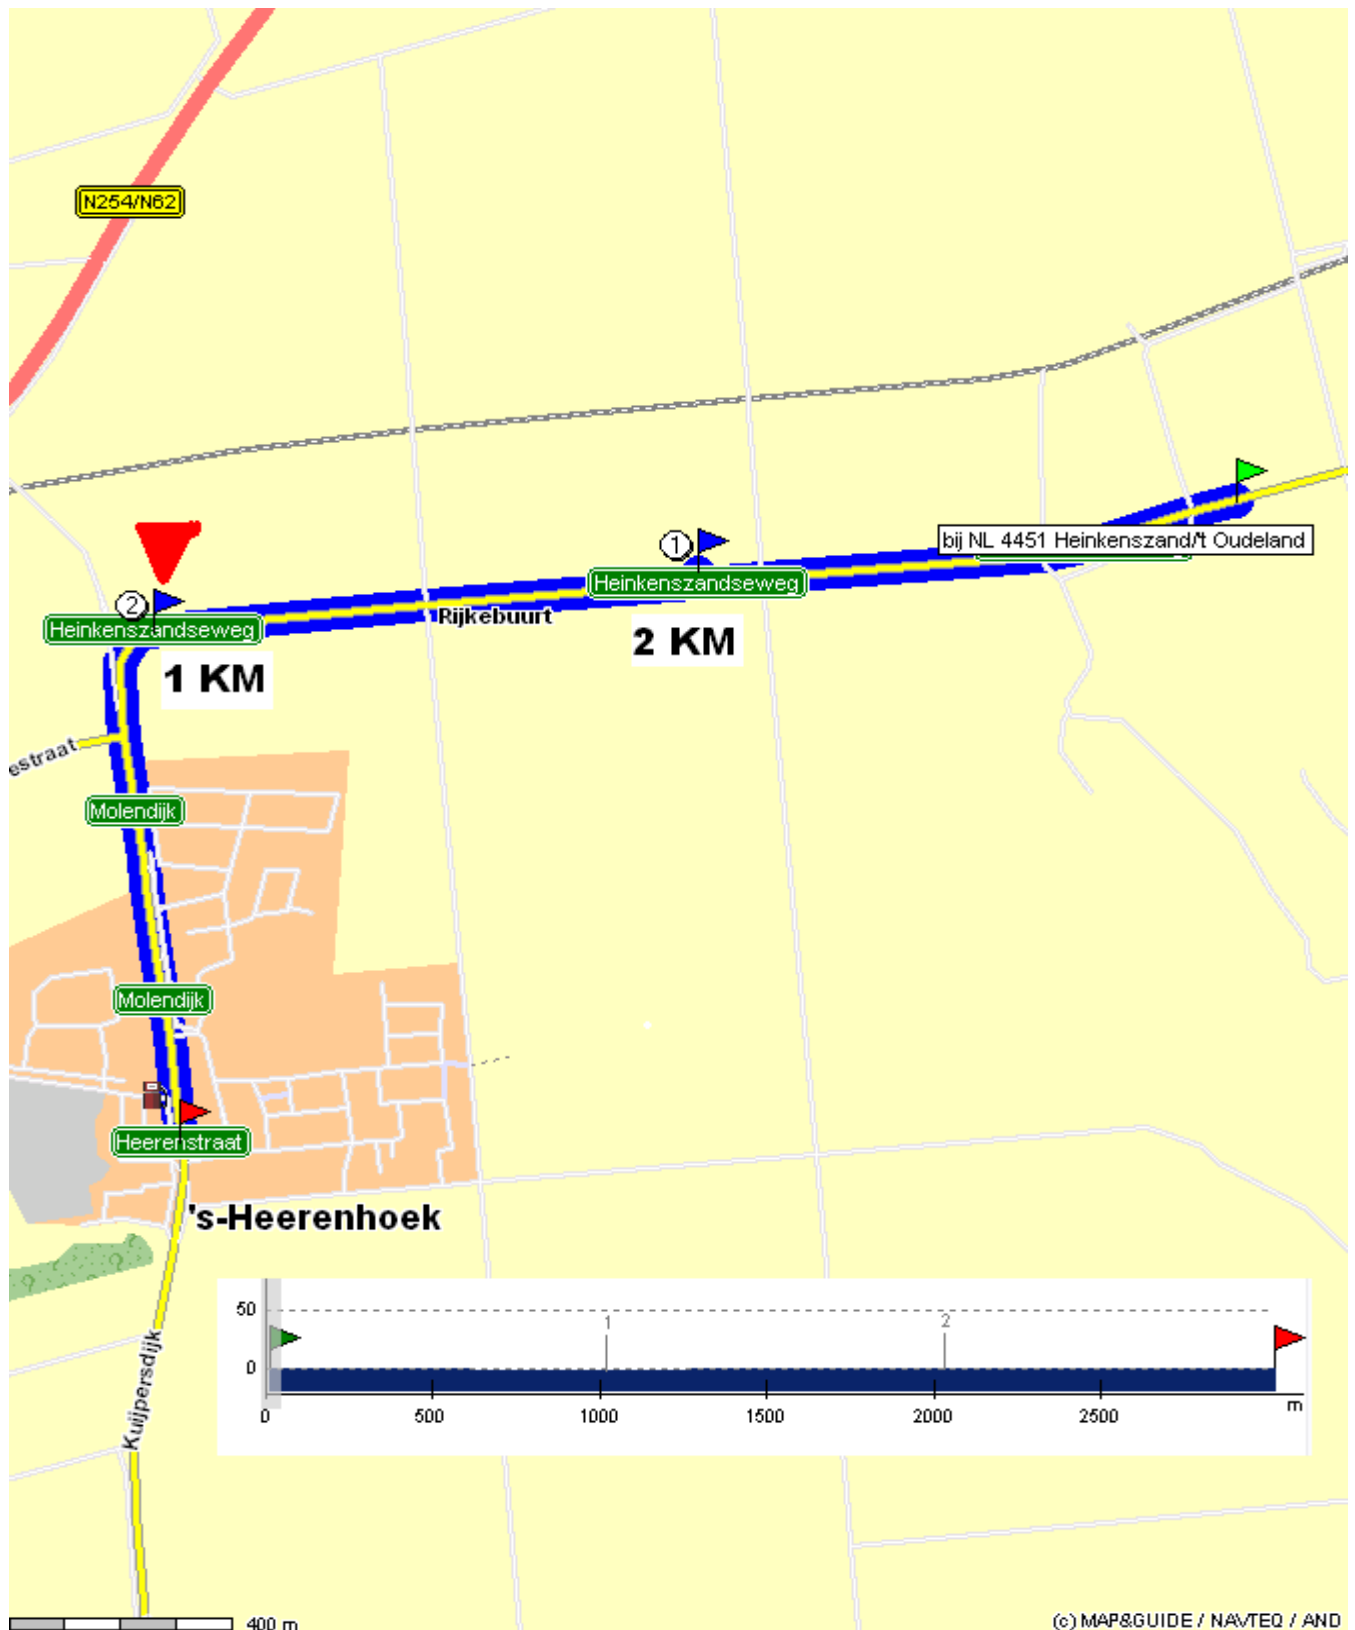 N254/N62
bij NL 4451 Heinkenszand/'t Oudeland
1
Heinkenszandseweg
2
Heinkenszandseweg
Rijkebuurt
2 KM
1 KM
estraat
Molendijk
Molendijk
Heerenstraat
's-Heerenhoek
Kuijpersdijk
50
1
2
0
0
500
1000
1500
2000
2500
m
400 m
(c) MAP&GUIDE / NAVTEQ / AND